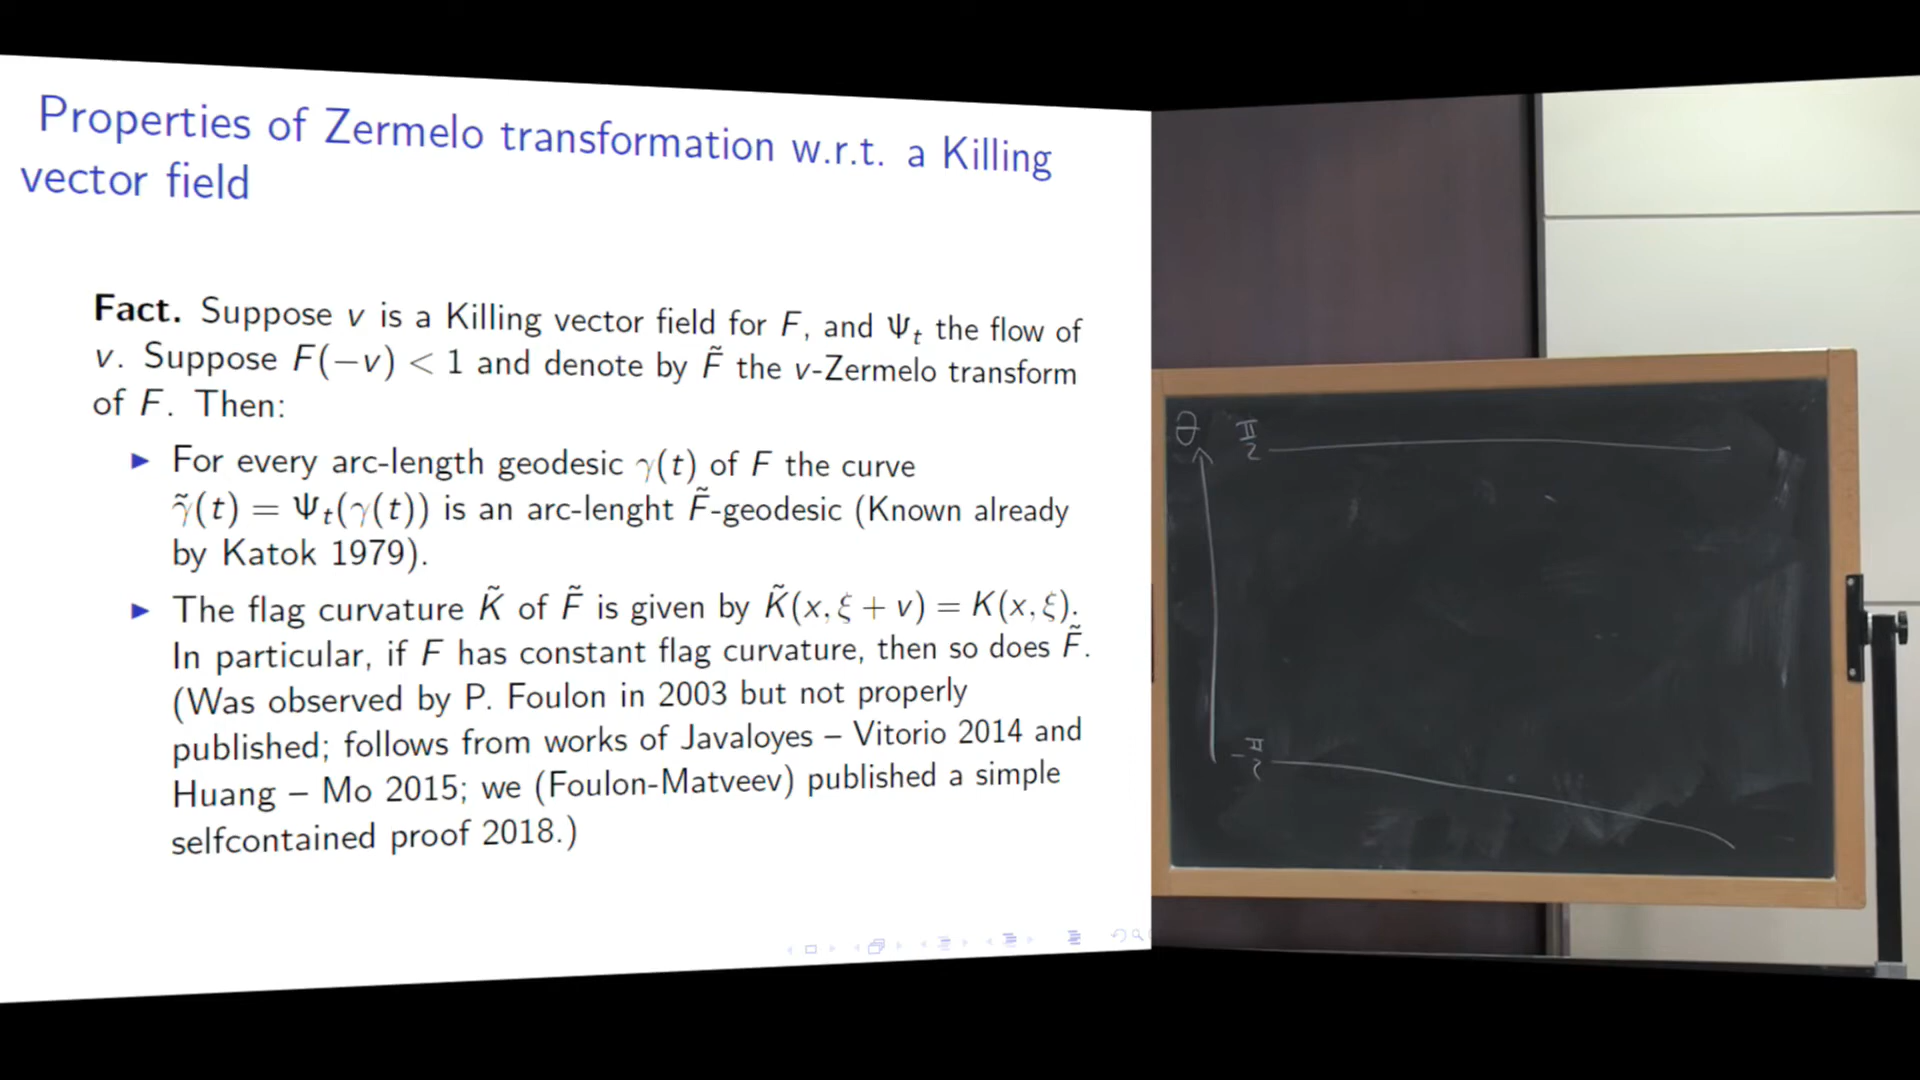 Properties of Zermelo transformation w.r.t. a Killing
vector field
Fact. Suppose v is a Killing vector field for F, and Ψ_t the flow of
v. Suppose F(−v) < 1 and denote by F̃ the v-Zermelo transform
of F. Then:
▶ For every arc-length geodesic γ(t) of F the curve
γ̃(t) = Ψ_t(γ(t)) is an arc-lenght F̃-geodesic (Known already
by Katok 1979).
▶ The flag curvature K̃ of F̃ is given by K̃(x, ξ + v) = K(x, ξ).
In particular, if F has constant flag curvature, then so does F̃.
(Was observed by P. Foulon in 2003 but not properly
published; follows from works of Javaloyes – Vitorio 2014 and
Huang – Mo 2015; we (Foulon-Matveev) published a simple
selfcontained proof 2018.)
θ π/2
-π/2